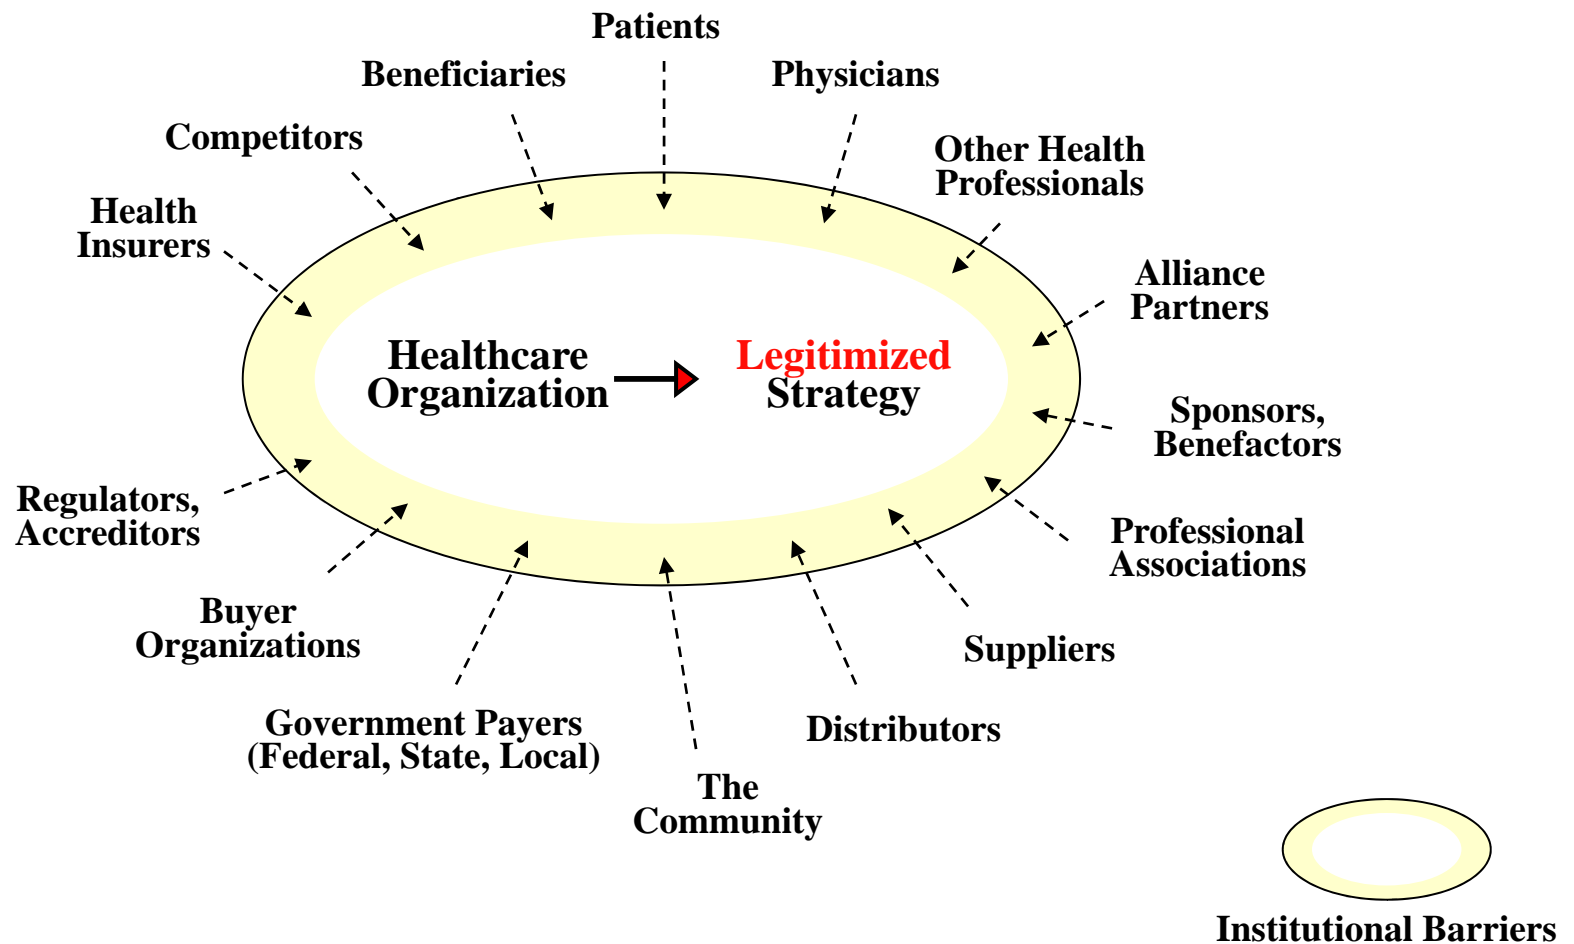 Patients
Beneficiaries
Physicians
Competitors
Other Health
Professionals
Health
Insurers
Alliance
Partners
Healthcare
Organization
Legitimized
Strategy
Sponsors,
Benefactors
Regulators,
Accreditors
Professional
Associations
Buyer
Organizations
Suppliers
Government Payers
(Federal, State, Local)
Distributors
The
Community
Institutional Barriers